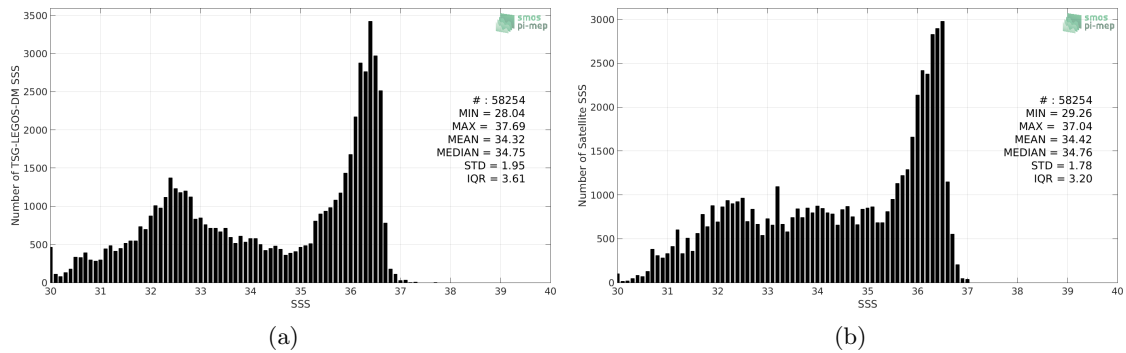 3500
3000
2500
2000
1500
1000
500
0
Number of TSG-LEGOS-DM SSS
smos
pi-mep
# : 58254
MIN = 28.04
MAX = 37.69
MEAN = 34.32
MEDIAN = 34.75
STD = 1.95
IQR = 3.61
30 31 32 33 34 35 36 37 38 39 40
SSS
(a)
3000
2500
2000
1500
1000
500
0
Number of Satellite SSS
smos
pi-mep
# : 58254
MIN = 29.26
MAX = 37.04
MEAN = 34.42
MEDIAN = 34.76
STD = 1.78
IQR = 3.20
30 31 32 33 34 35 36 37 38 39 40
SSS
(b)